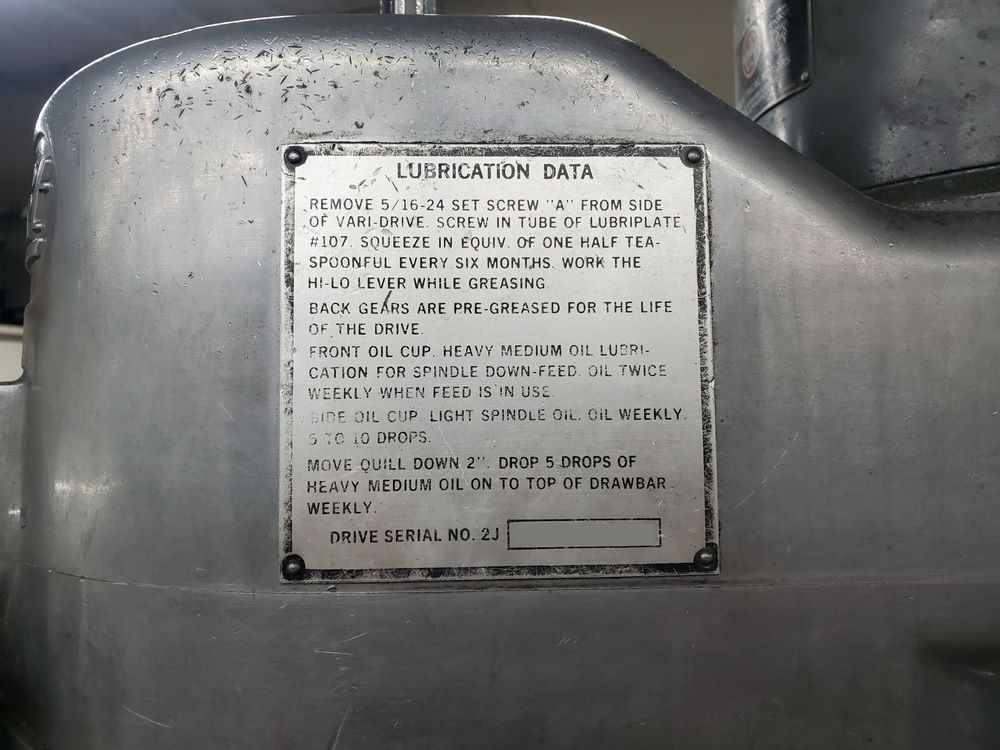 LUBRICATION DATA
REMOVE 5/16-24 SET SCREW "A" FROM SIDE
OF VARI-DRIVE. SCREW IN TUBE OF LUBRIPLATE
#107. SQUEEZE IN EQUIV. OF ONE HALF TEA-
SPOONFUL EVERY SIX MONTHS. WORK THE
HI-LO LEVER WHILE GREASING.
BACK GEARS ARE PRE-GREASED FOR THE LIFE
OF THE DRIVE.
FRONT OIL CUP. HEAVY MEDIUM OIL LUBRI-
CATION FOR SPINDLE DOWN-FEED. OIL TWICE
WEEKLY WHEN FEED IS IN USE.
SIDE OIL CUP. LIGHT SPINDLE OIL. OIL WEEKLY.
5 TO 10 DROPS.
MOVE QUILL DOWN 2". DROP 5 DROPS OF
HEAVY MEDIUM OIL ON TO TOP OF DRAWBAR
WEEKLY.
DRIVE SERIAL NO. 2J